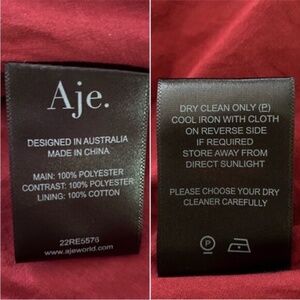 Aje.
DESIGNED IN AUSTRALIA
MADE IN CHINA
MAIN: 100% POLYESTER
CONTRAST: 100% POLYESTER
LINING: 100% COTTON
22RE5576
www.ajeworld.com
DRY CLEAN ONLY (P)
COOL IRON WITH CLOTH
ON REVERSE SIDE
IF REQUIRED
STORE AWAY FROM
DIRECT SUNLIGHT
PLEASE CHOOSE YOUR DRY
CLEANER CAREFULLY
P